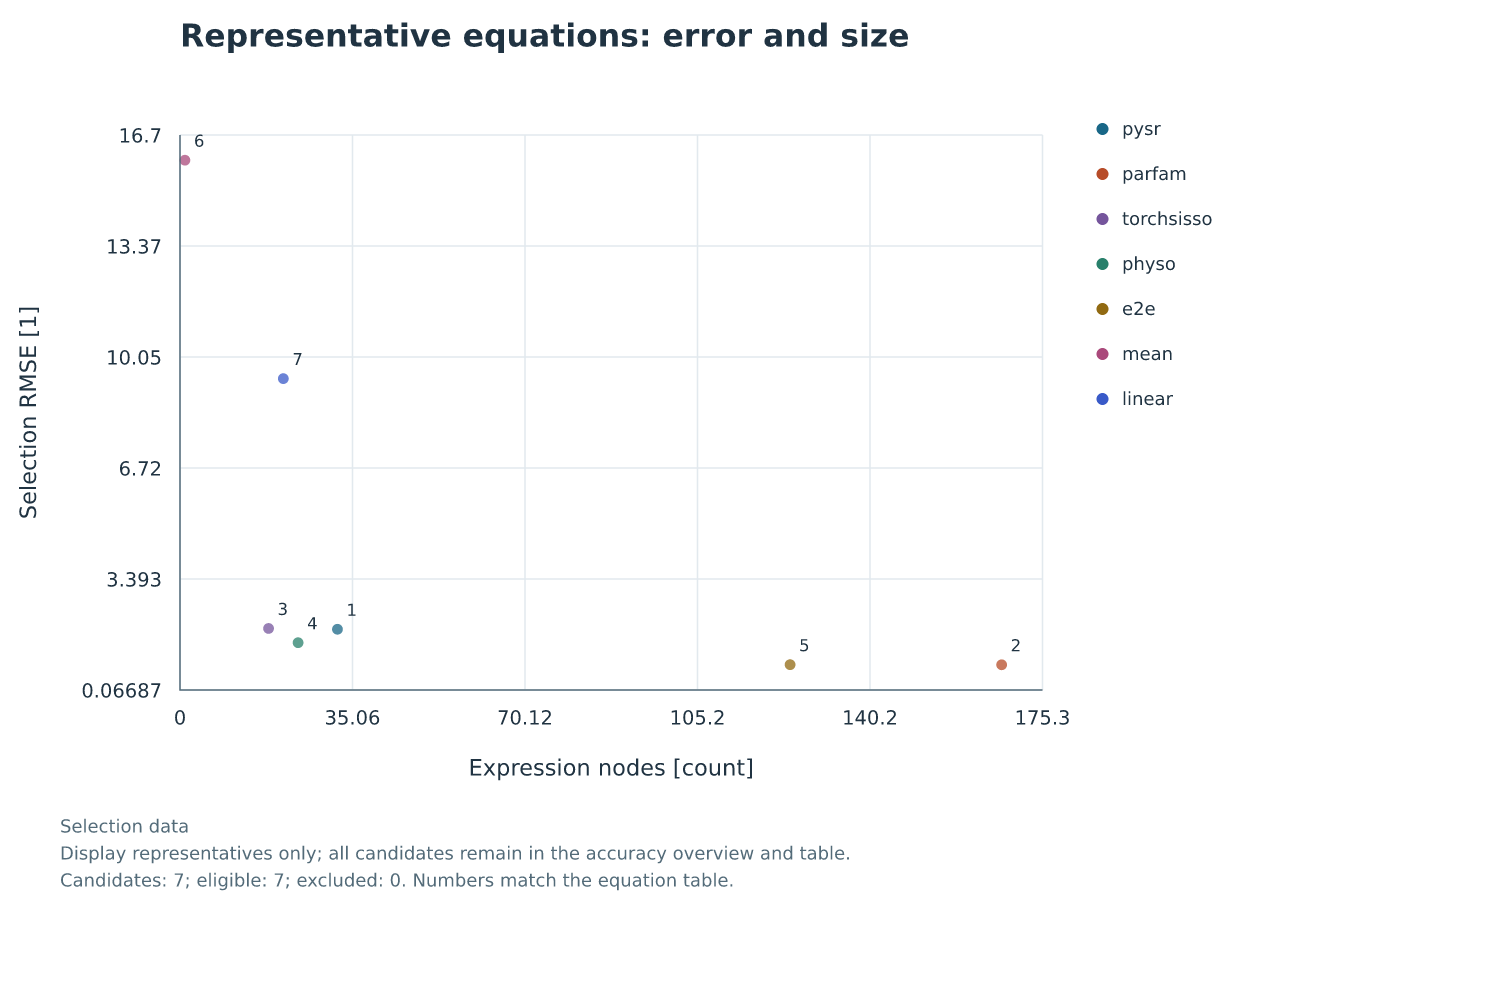 Representative equations: error and size
16.7
13.37
10.05
6.72
3.393
0.06687
Selection RMSE [1]
6
7
3
4
1
5
2
0
35.06
70.12
105.2
140.2
175.3
Expression nodes [count]
pysr
parfam
torchsisso
physo
e2e
mean
linear
Selection data
Display representatives only; all candidates remain in the accuracy overview and table.
Candidates: 7; eligible: 7; excluded: 0. Numbers match the equation table.